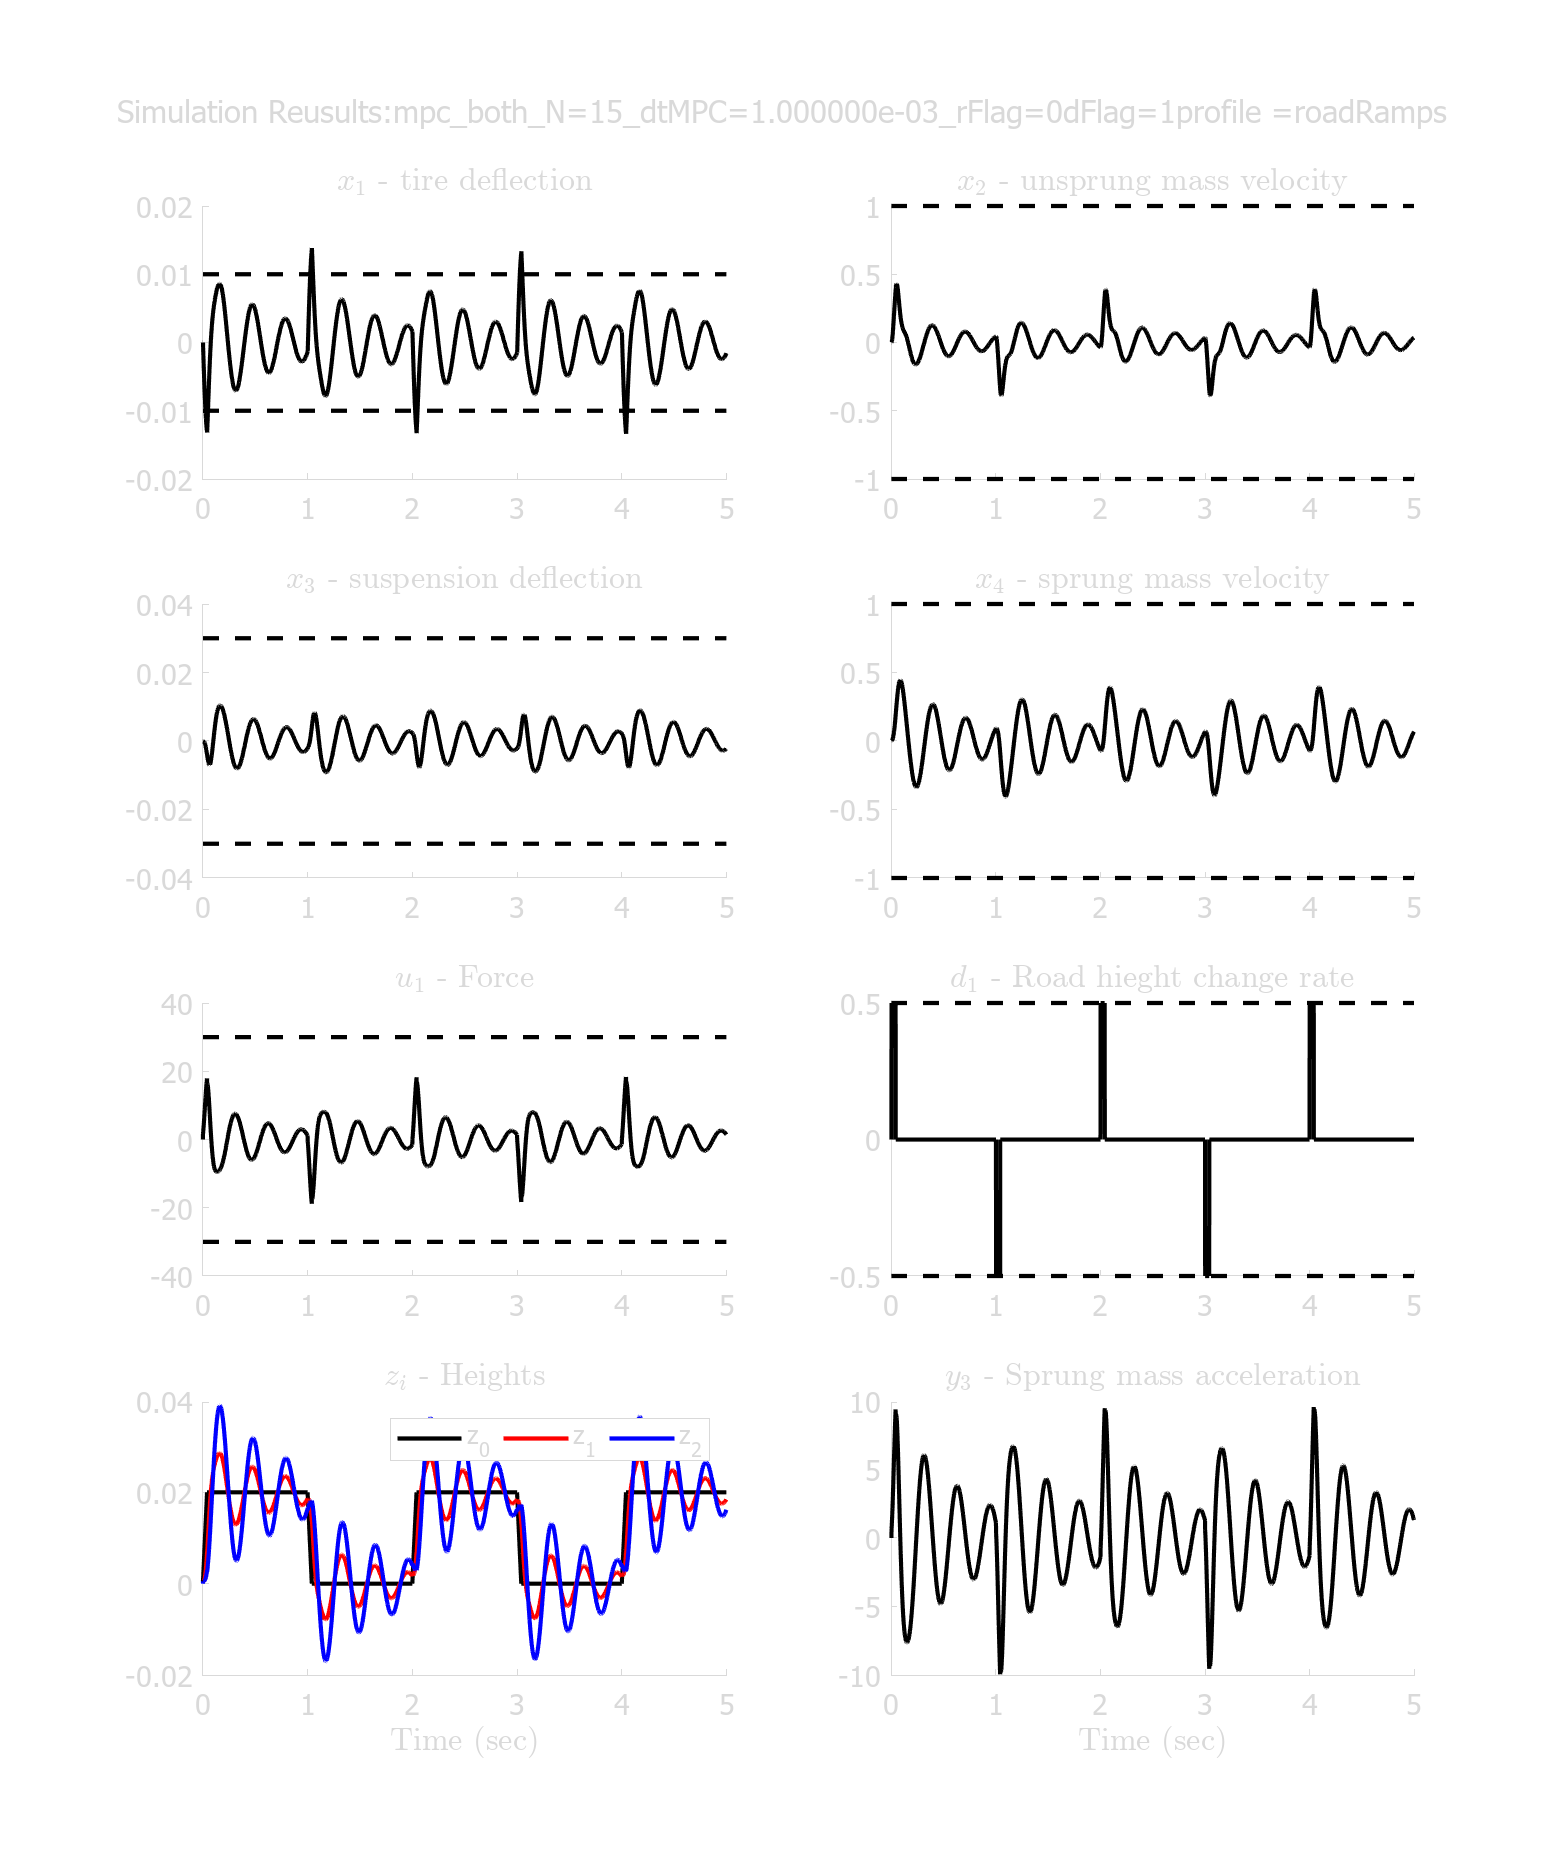 Simulation Reusults:mpc_both_N=15_dtMPC=1.000000e-03_rFlag=0dFlag=1profile =roadRamps
x1 - tire deflection
0.02
0.01
0
-0.01
-0.02
0 1 2 3 4 5
x2 - unsprung mass velocity
1
0.5
0
-0.5
-1
0 1 2 3 4 5
x3 - suspension deflection
0.04
0.02
0
-0.02
-0.04
0 1 2 3 4 5
x4 - sprung mass velocity
1
0.5
0
-0.5
-1
0 1 2 3 4 5
u1 - Force
40
20
0
-20
-40
0 1 2 3 4 5
d1 - Road hieght change rate
0.5
0
-0.5
0 1 2 3 4 5
zi - Heights
0.04
0.02
0
-0.02
z0 z1 z2
0 1 2 3 4 5
Time (sec)
y3 - Sprung mass acceleration
10
5
0
-5
-10
0 1 2 3 4 5
Time (sec)